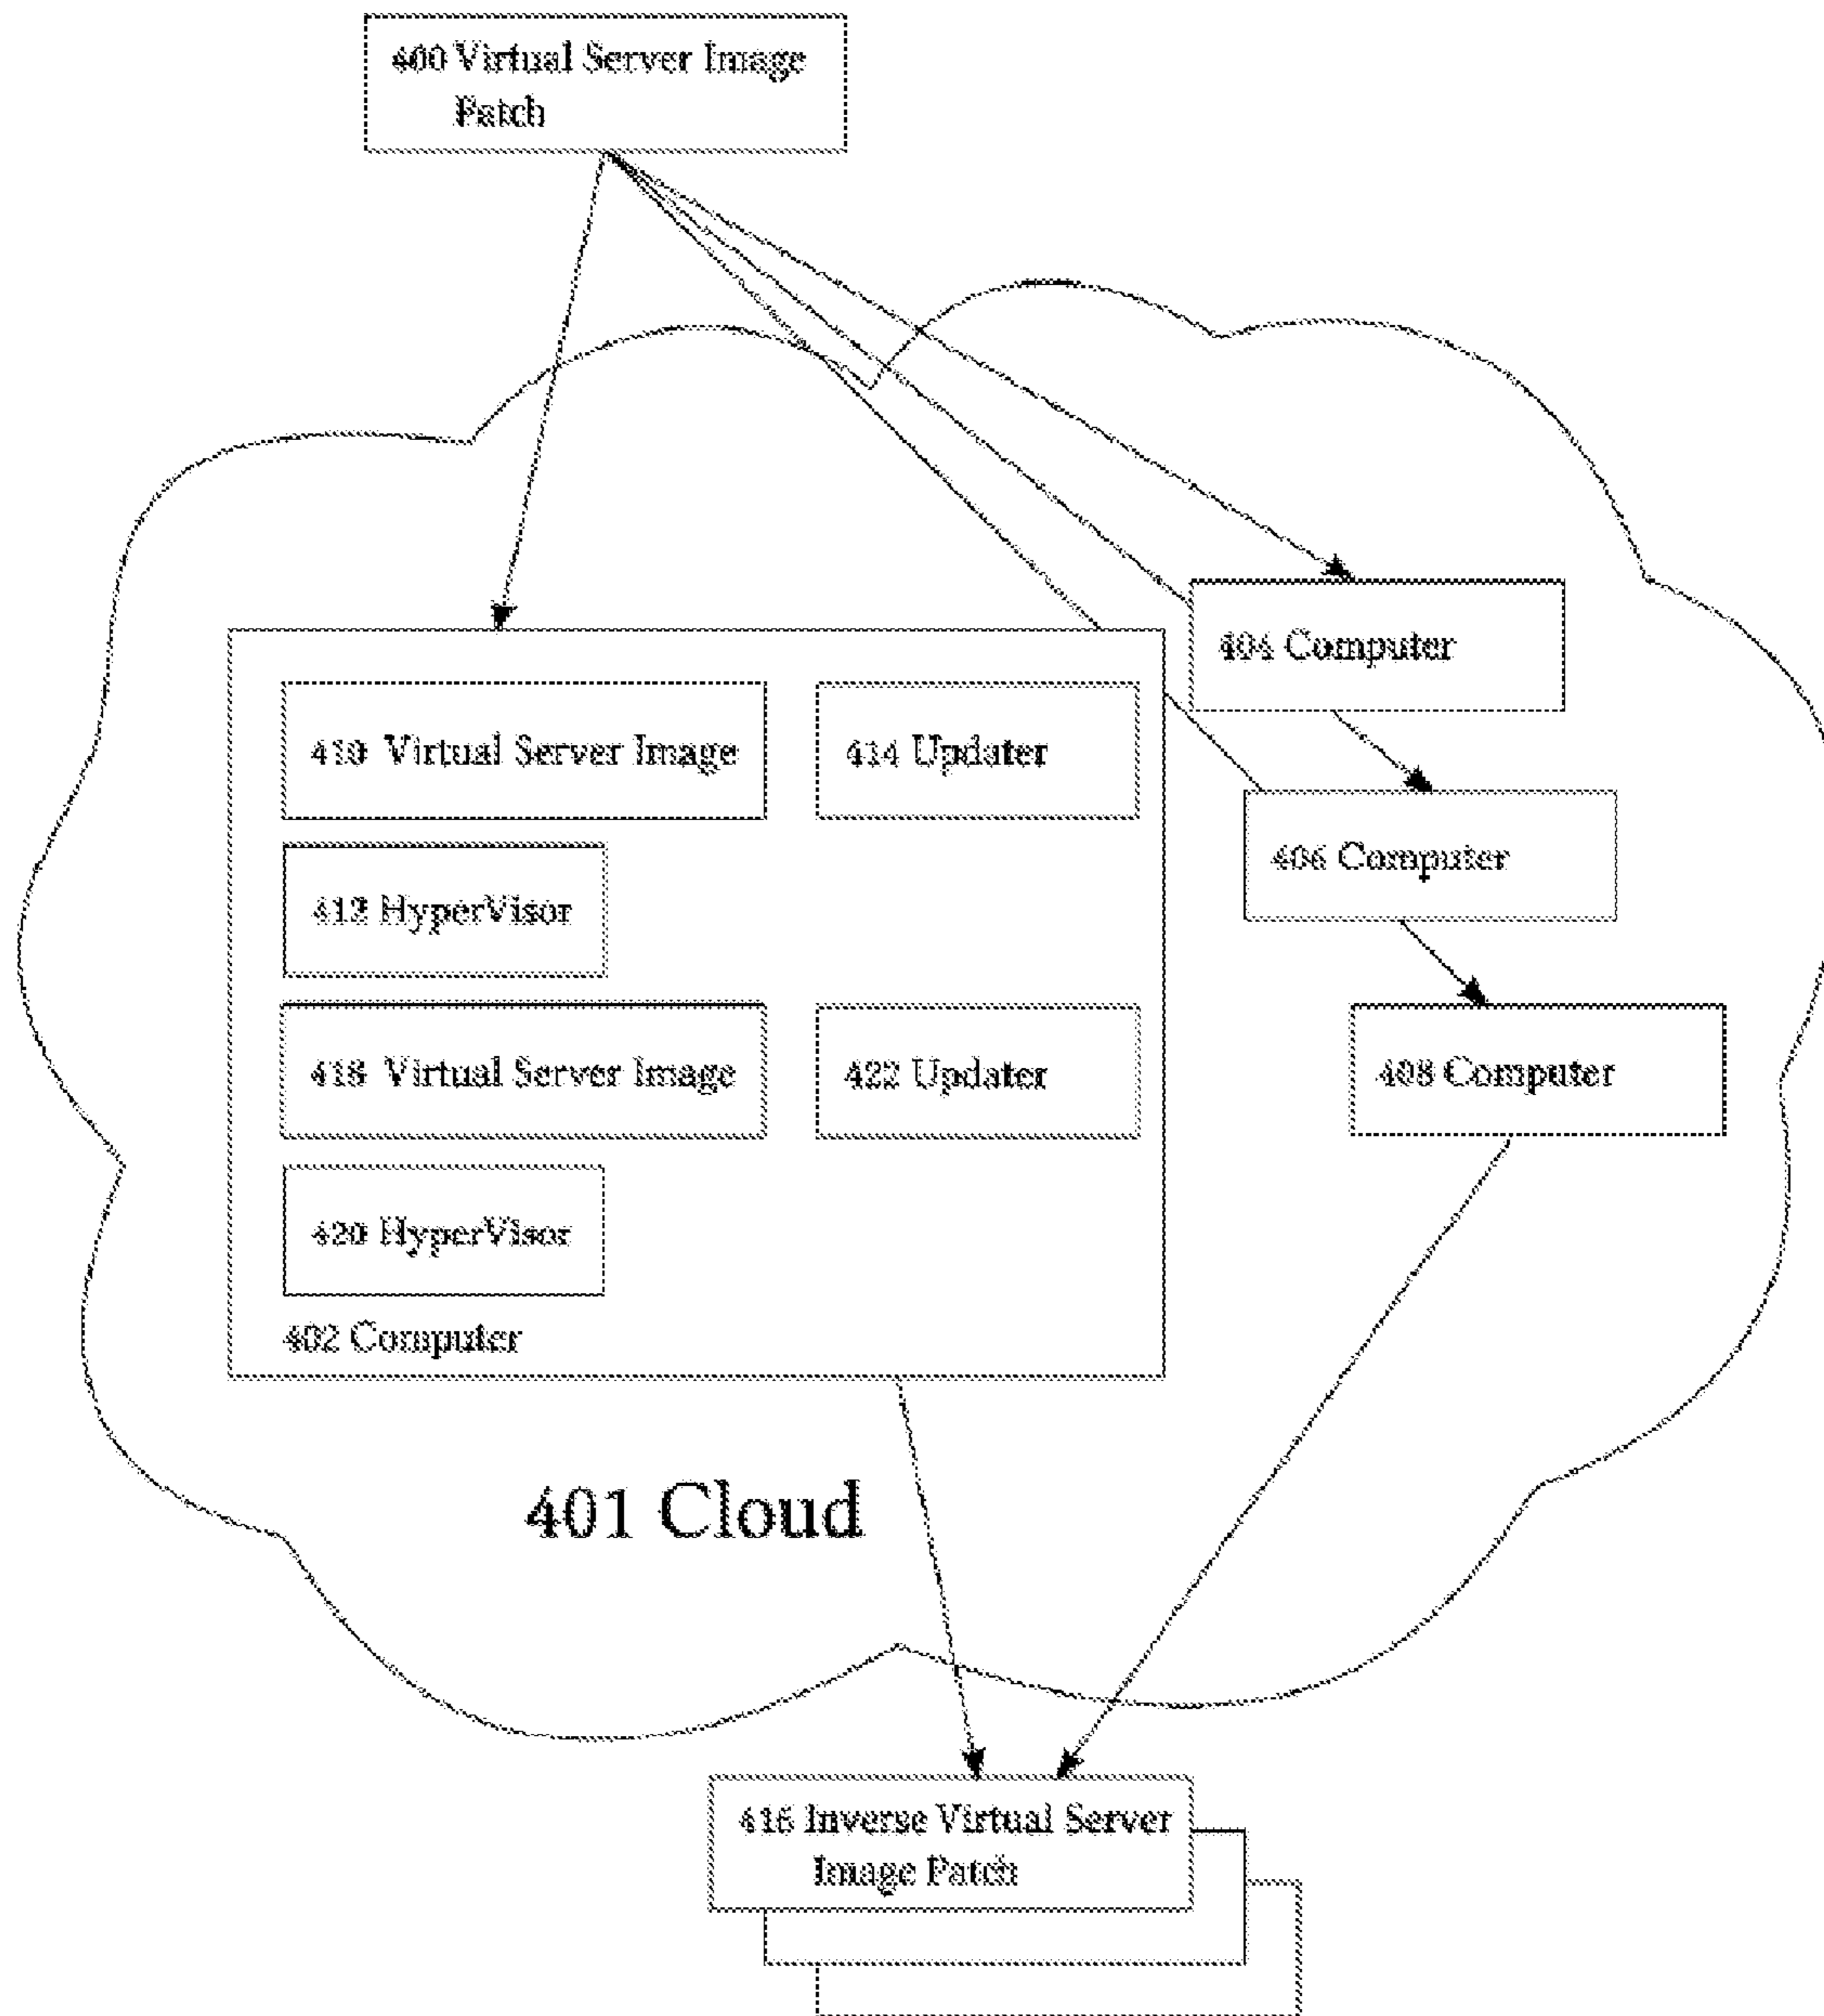 400 Virtual Server Image
Patch
404 Computer
410 Virtual Server Image
414 Updater
406 Computer
412 HyperVisor
418 Virtual Server Image
422 Updater
408 Computer
420 HyperVisor
402 Computer
401 Cloud
416 Inverse Virtual Server
Image Patch